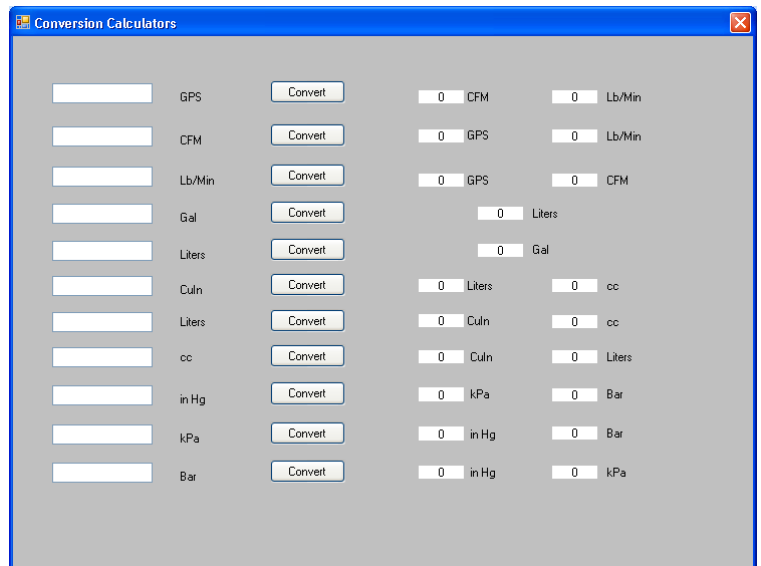 Conversion Calculators
GPS Convert 0 CFM 0 Lb/Min
CFM Convert 0 GPS 0 Lb/Min
Lb/Min Convert 0 GPS 0 CFM
Gal Convert 0 Liters
Liters Convert 0 Gal
CuIn Convert 0 Liters 0 cc
Liters Convert 0 CuIn 0 cc
cc Convert 0 CuIn 0 Liters
in Hg Convert 0 kPa 0 Bar
kPa Convert 0 in Hg 0 Bar
Bar Convert 0 in Hg 0 kPa